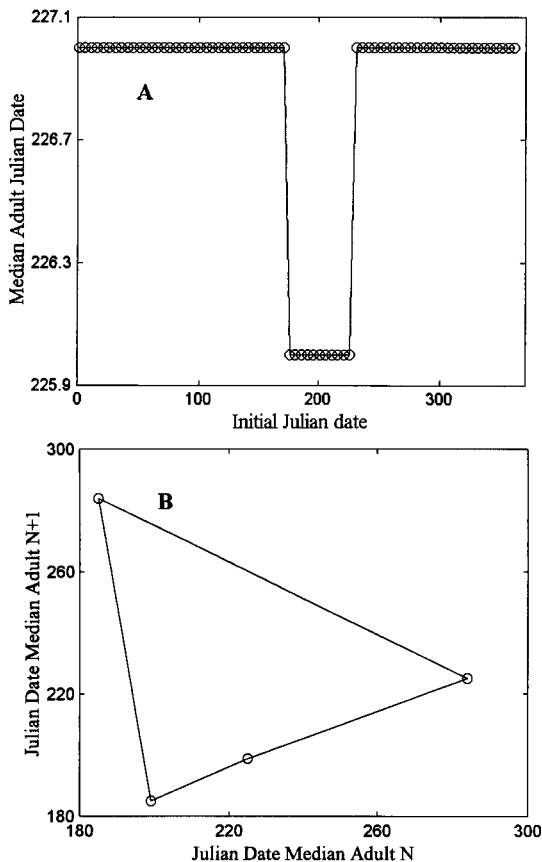 227.1
226.7
226.3
225.9
Median Adult Julian Date
A
0 100 200 300
Initial Julian date
300
260
220
180
Julian Date Median Adult N+1
B
180 220 260 300
Julian Date Median Adult N